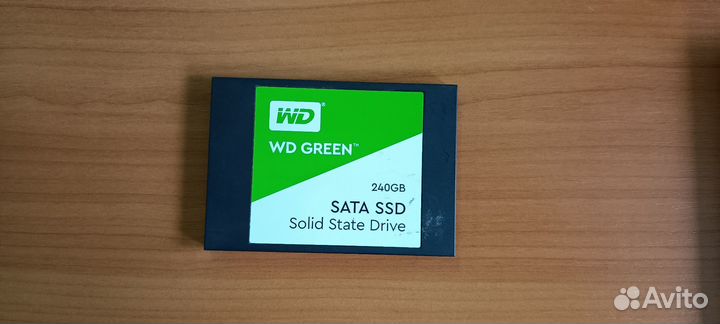 WD®
WD GREEN™
240GB
SATA SSD
Solid State Drive
Avito